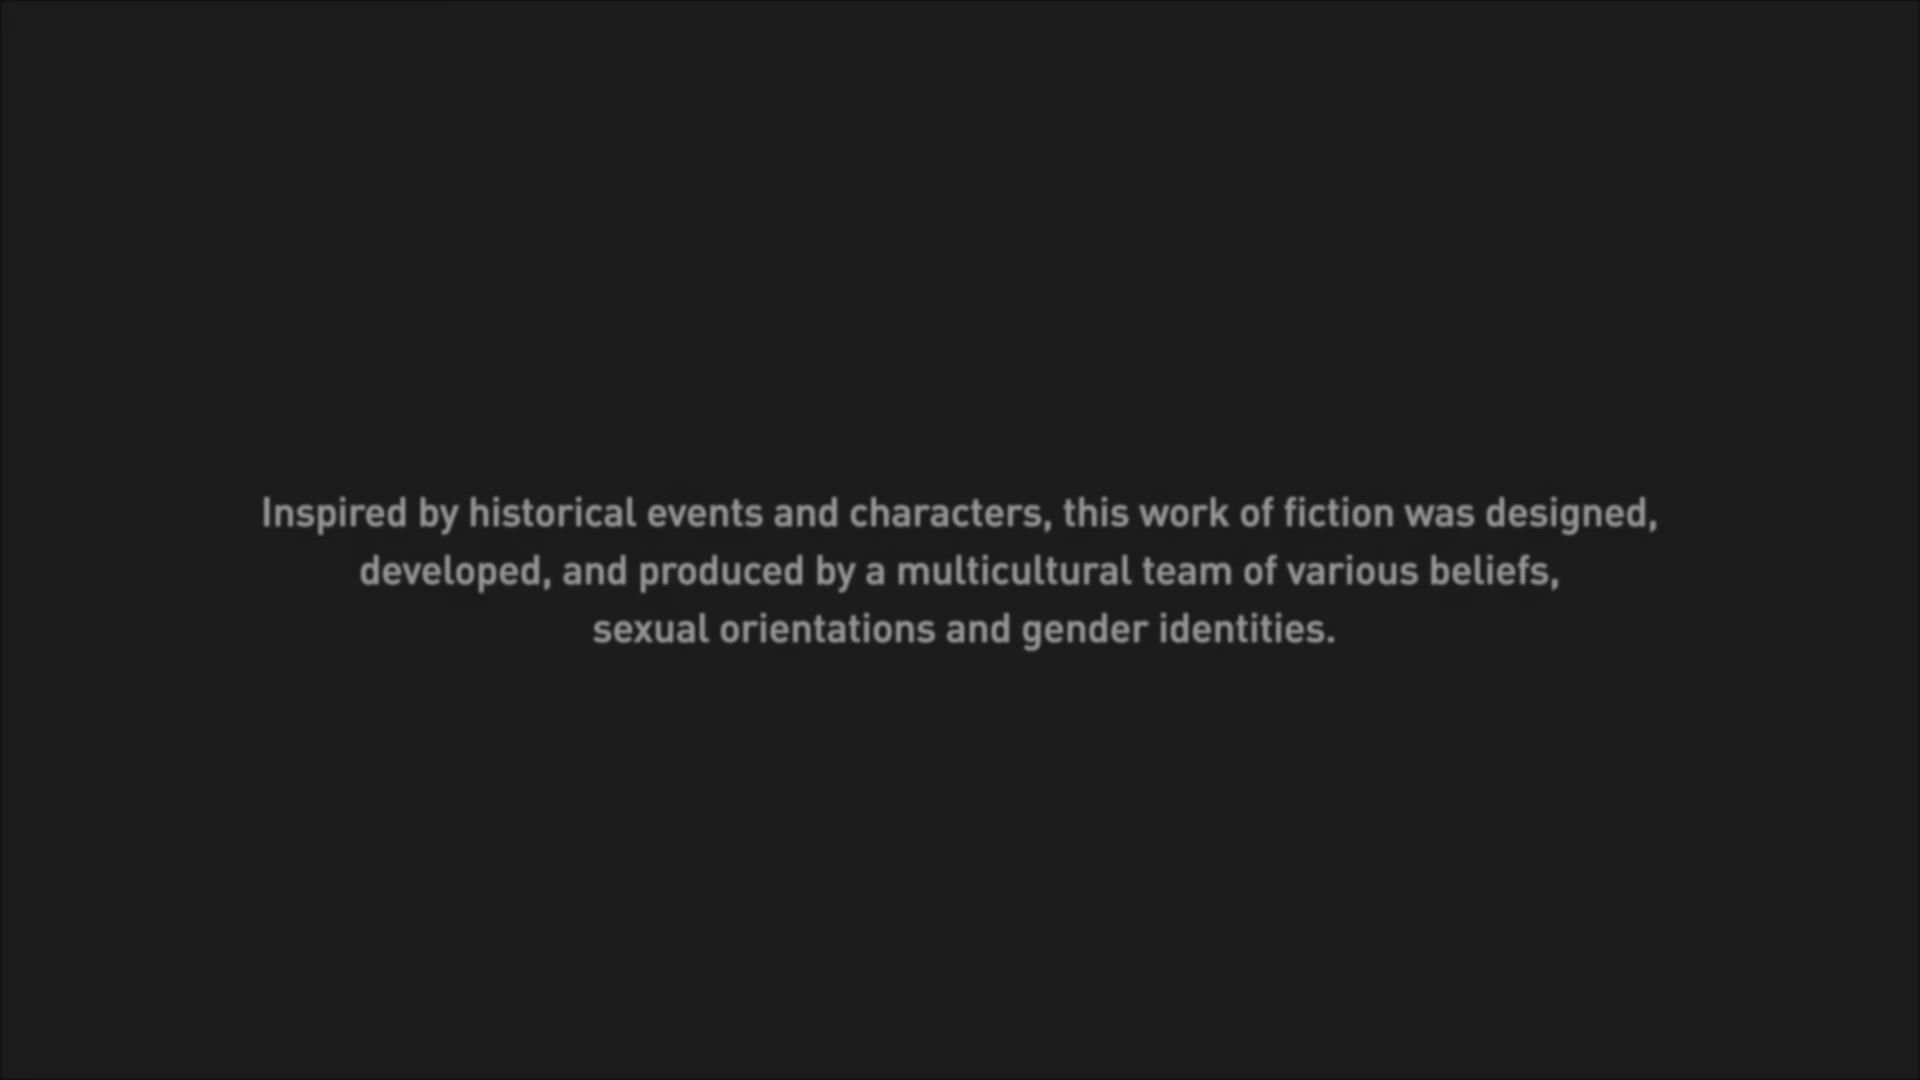 Inspired by historical events and characters, this work of fiction was designed,
developed, and produced by a multicultural team of various beliefs,
sexual orientations and gender identities.